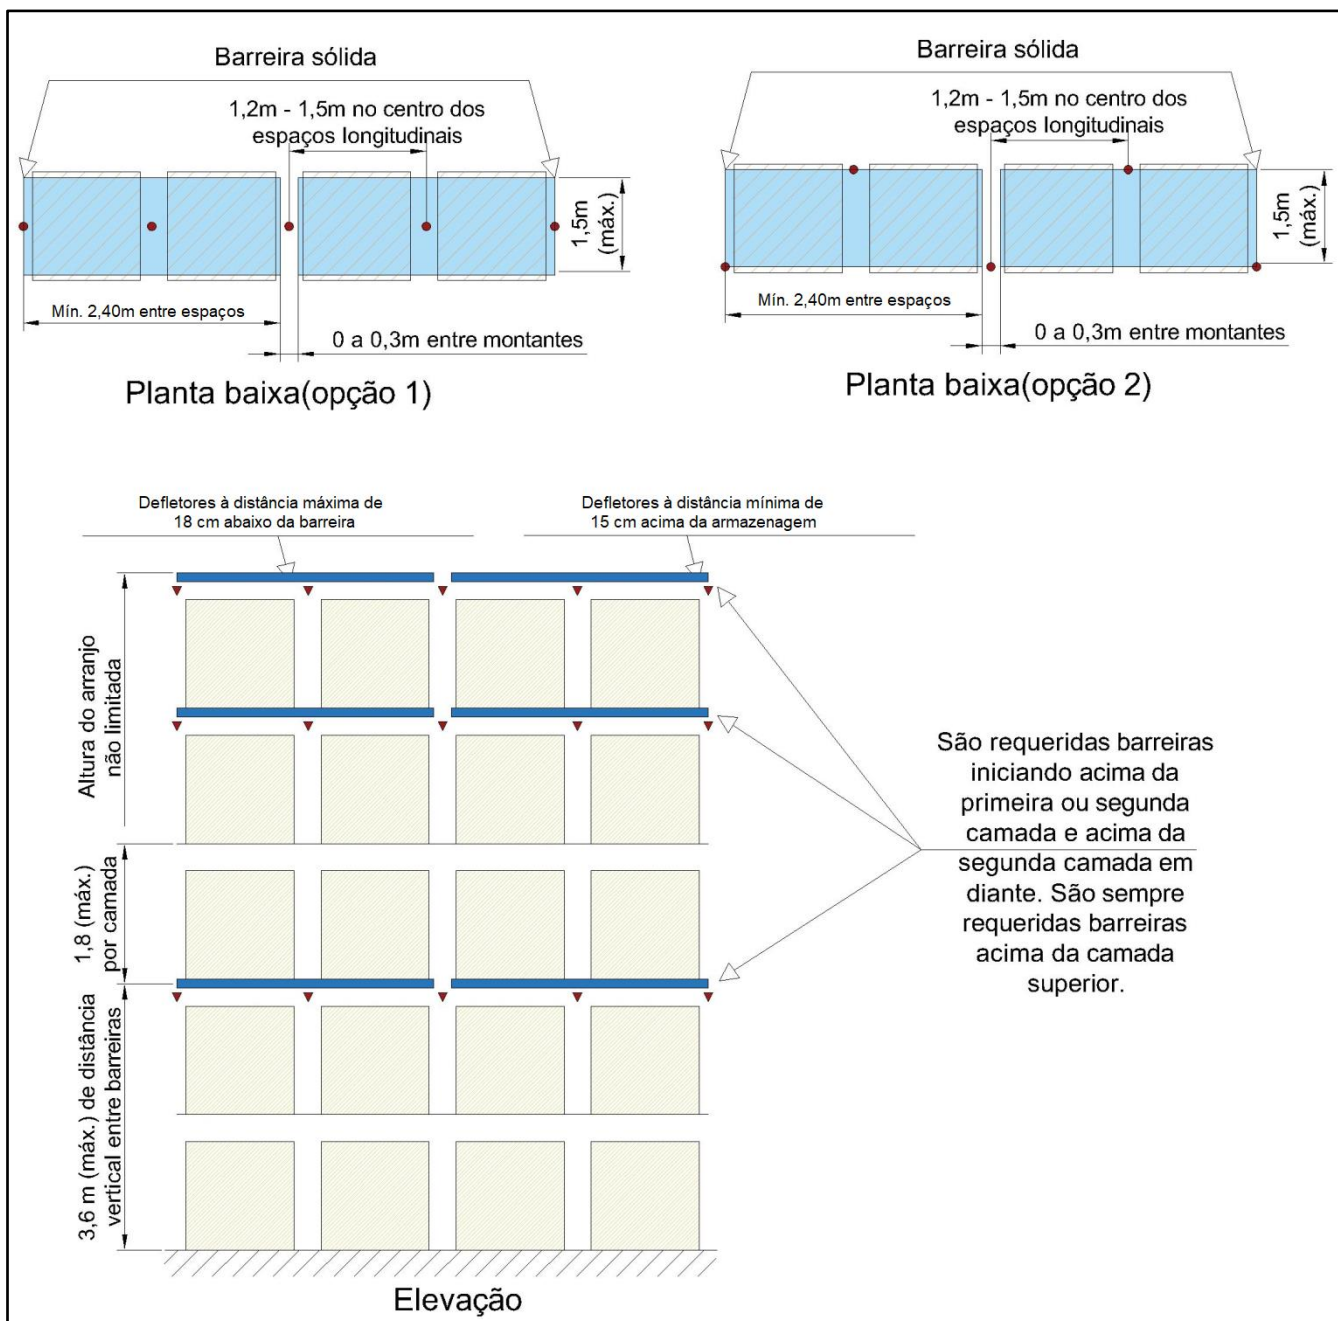 Barreira sólida
1,2m - 1,5m no centro dos
espaços longitudinais
1,5m
(máx.)
Mín. 2,40m entre espaços
0 a 0,3m entre montantes
Planta baixa(opção 1)
Barreira sólida
1,2m - 1,5m no centro dos
espaços longitudinais
1,5m
(máx.)
Mín. 2,40m entre espaços
0 a 0,3m entre montantes
Planta baixa(opção 2)
Defletores à distância máxima de
18 cm abaixo da barreira
Defletores à distância mínima de
15 cm acima da armazenagem
Altura do arranjo
não limitada
1,8 (máx.)
por camada
3,6 m (máx.) de distância
vertical entre barreiras
São requeridas barreiras
iniciando acima da
primeira ou segunda
camada e acima da
segunda camada em
diante. São sempre
requeridas barreiras
acima da camada
superior.
Elevação